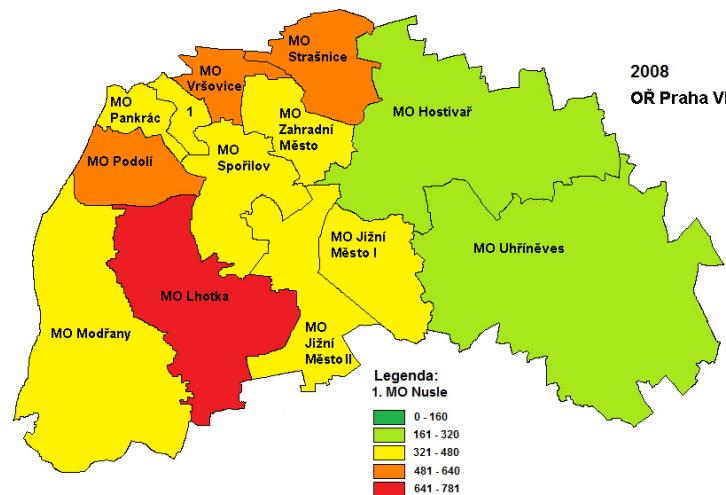 2008
OŘ Praha VI
MO
Strašnice
MO
Vršovice
MO
Pankrác
1
MO
Zahradní
Město
MO Hostivař
MO
Spořilov
MO Podolí
MO Jižní
Město I
MO Uhříněves
MO Lhotka
MO Modřany
MO
Jižní
Město II
Legenda:
1. MO Nusle
0 - 160
161 - 320
321 - 480
481 - 640
641 - 781